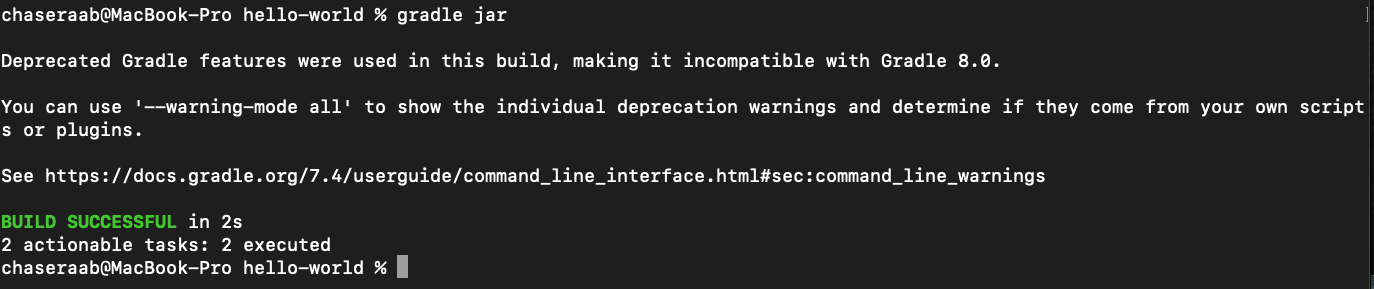 chaseraab@MacBook-Pro hello-world % gradle jar
Deprecated Gradle features were used in this build, making it incompatible with Gradle 8.0.
You can use '--warning-mode all' to show the individual deprecation warnings and determine if they come from your own script
s or plugins.
See https://docs.gradle.org/7.4/userguide/command_line_interface.html#sec:command_line_warnings
BUILD SUCCESSFUL in 2s
2 actionable tasks: 2 executed
chaseraab@MacBook-Pro hello-world %